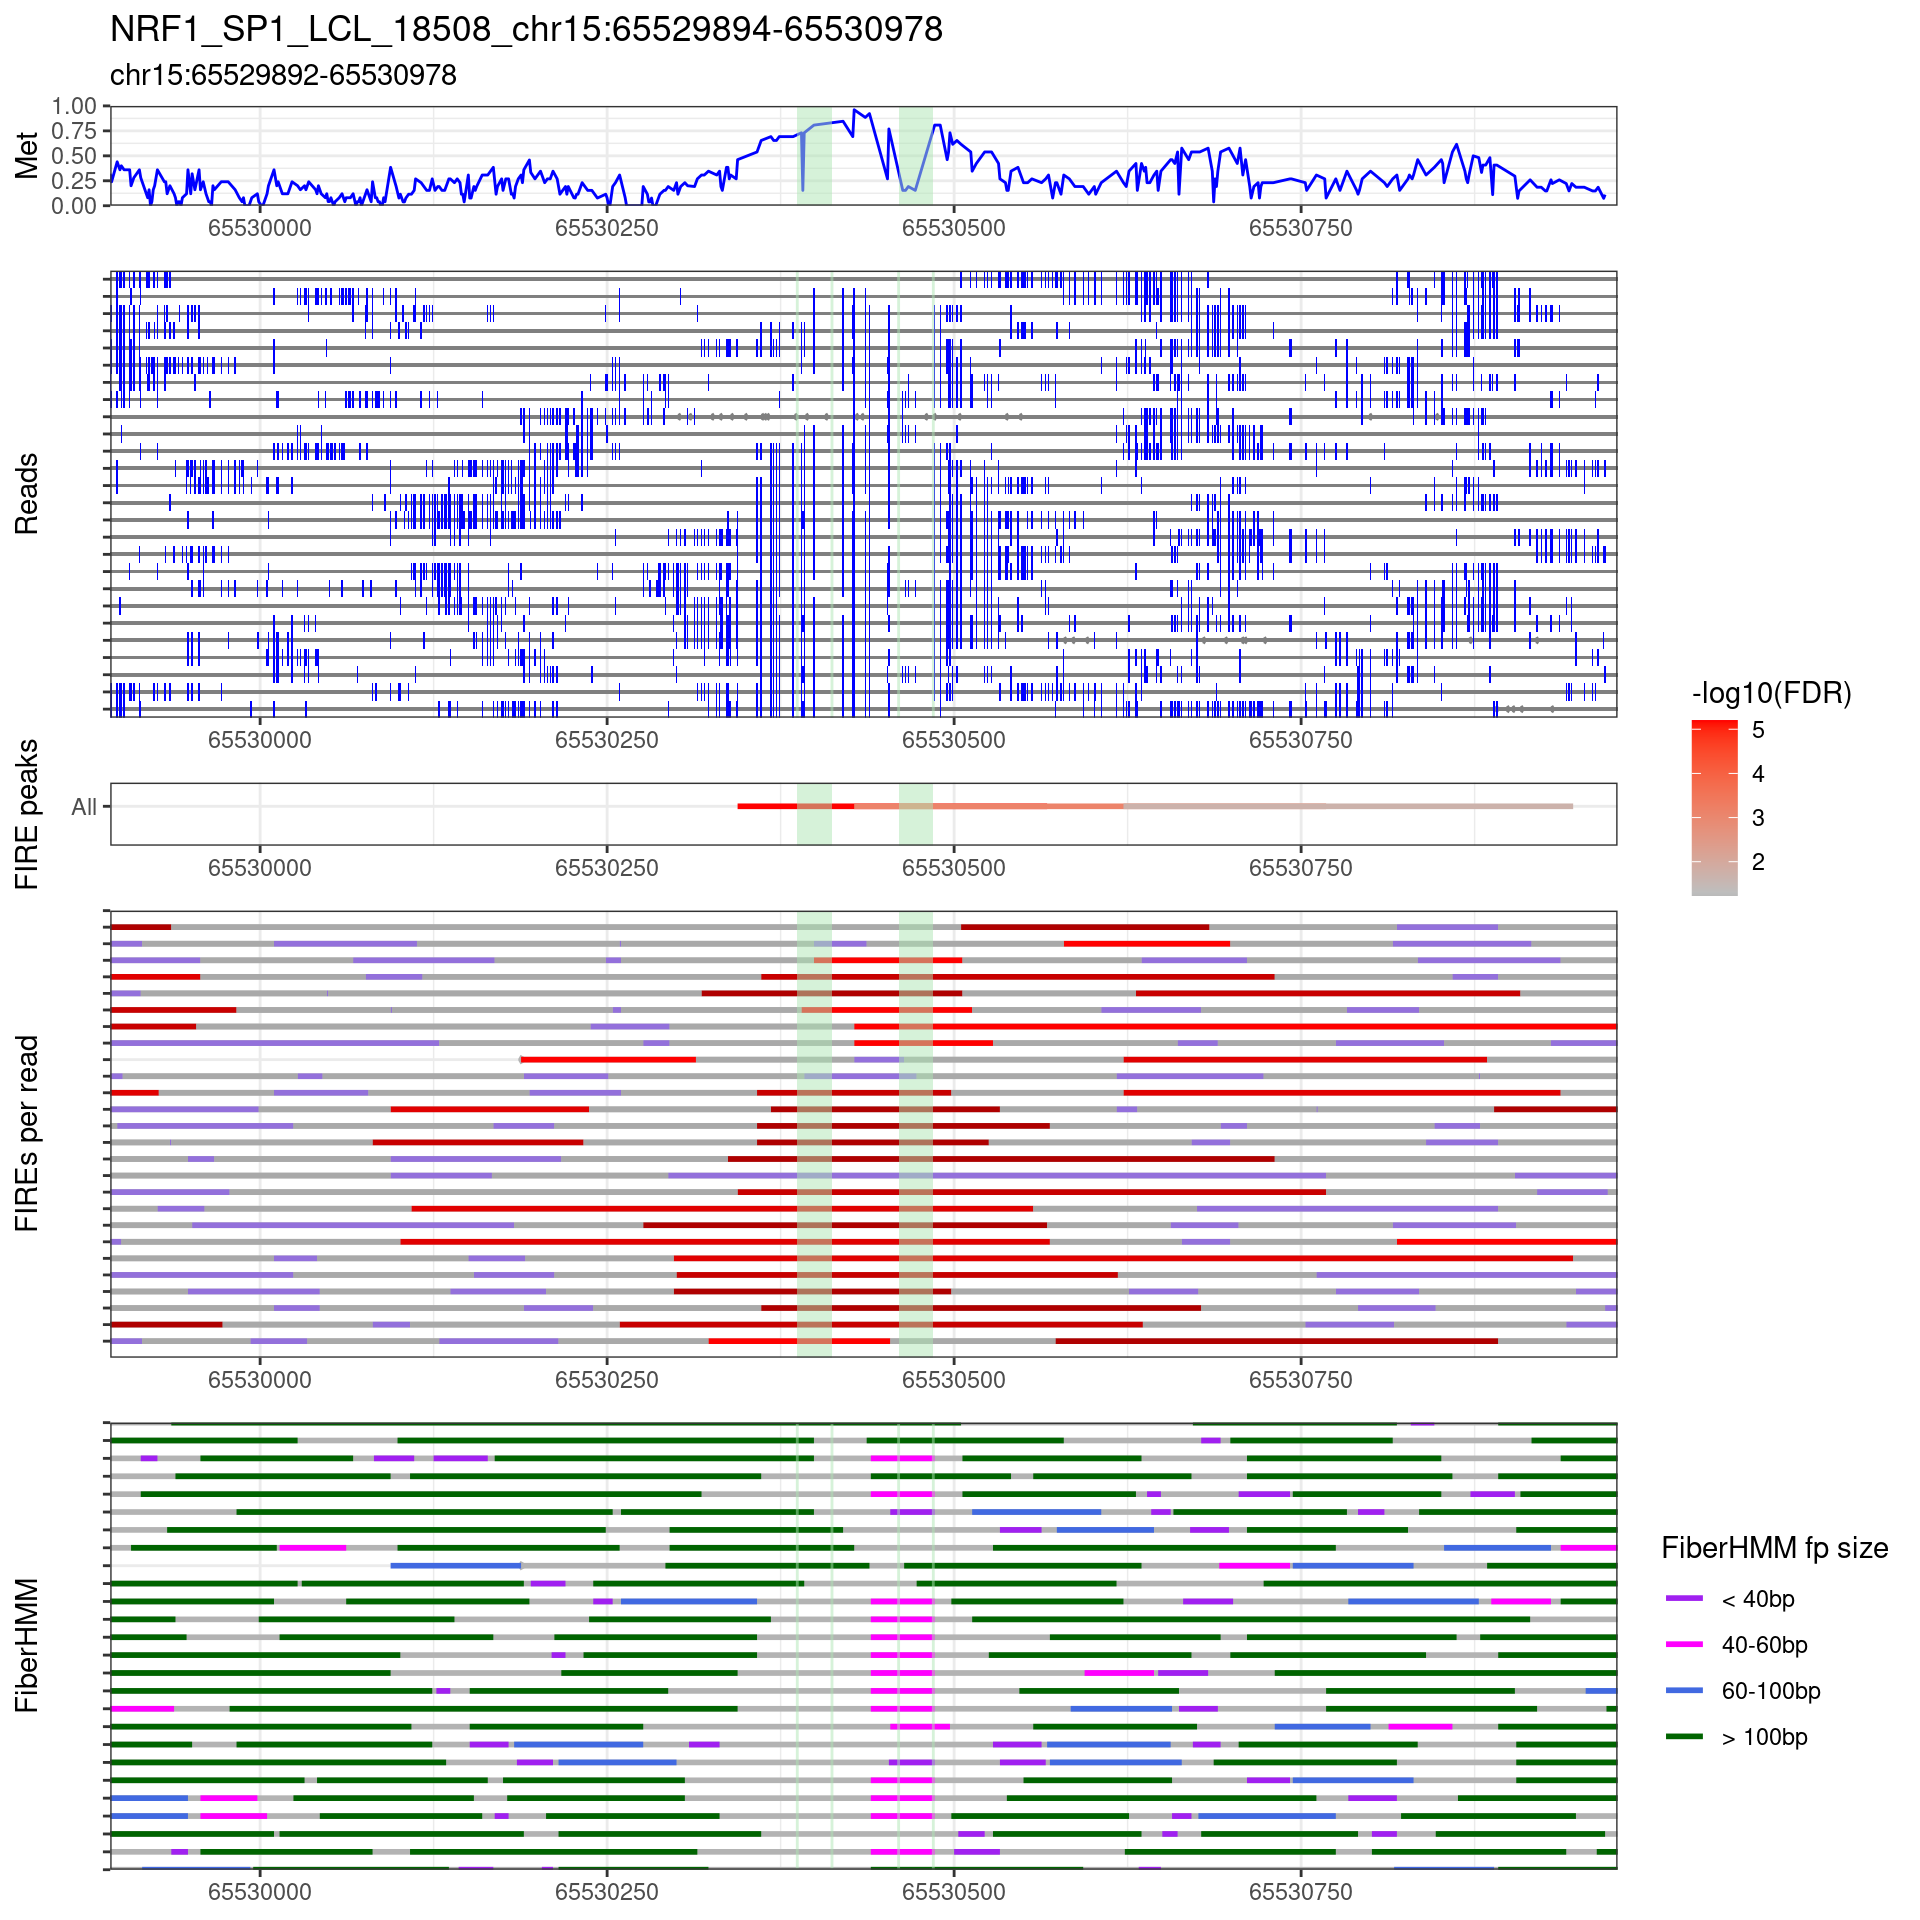 NRF1_SP1_LCL_18508_chr15:65529894-65530978
chr15:65529892-65530978
Met
1.00
0.75
0.50
0.25
0.00
65530000 65530250 65530500 65530750
Reads
65530000 65530250 65530500 65530750
FIRE peaks
All
65530000 65530250 65530500 65530750
-log10(FDR)
5
4
3
2
FIREs per read
65530000 65530250 65530500 65530750
FiberHMM
65530000 65530250 65530500 65530750
FiberHMM fp size
< 40bp
40-60bp
60-100bp
> 100bp